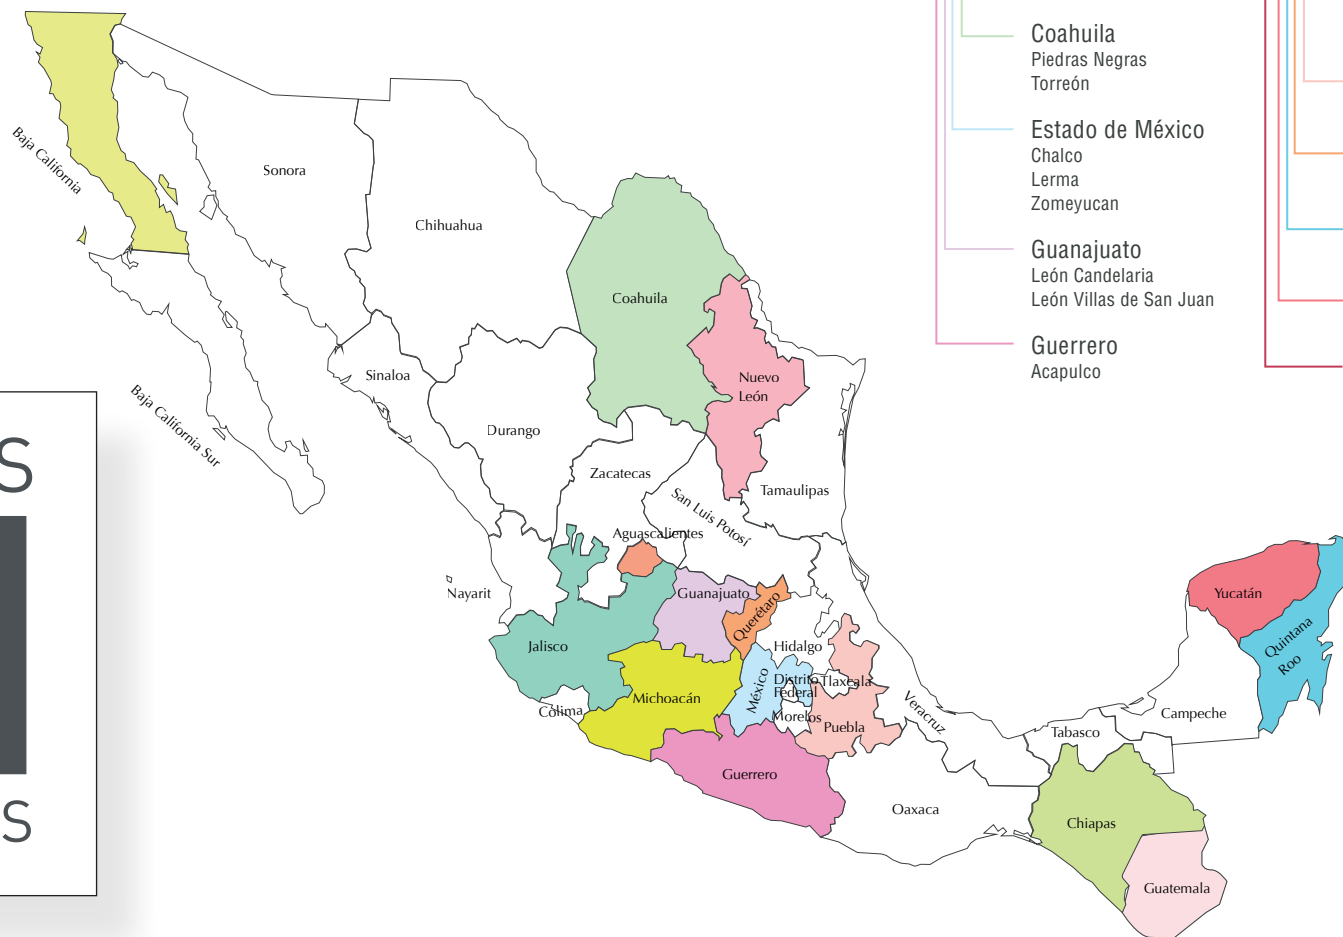 Coahuila
Piedras Negras
Torreón
Estado de México
Chalco
Lerma
Zomeyucan
Guanajuato
León Candelaria
León Villas de San Juan
Guerrero
Acapulco
Baja California
Sonora
Chihuahua
Coahuila
Nuevo
León
Sinaloa
Baja California Sur
Durango
Zacatecas
San Luis Potosí
Tamaulipas
Aguascalientes
Nayarit
Guanajuato
Querétaro
Yucatán
Quintana
Roo
Jalisco
Hidalgo
México
Distrito
Federal
Tlaxcala
Michoacán
Colima
Morelos
Puebla
Veracruz
Campeche
Tabasco
Guerrero
Oaxaca
Chiapas
Guatemala
S
S